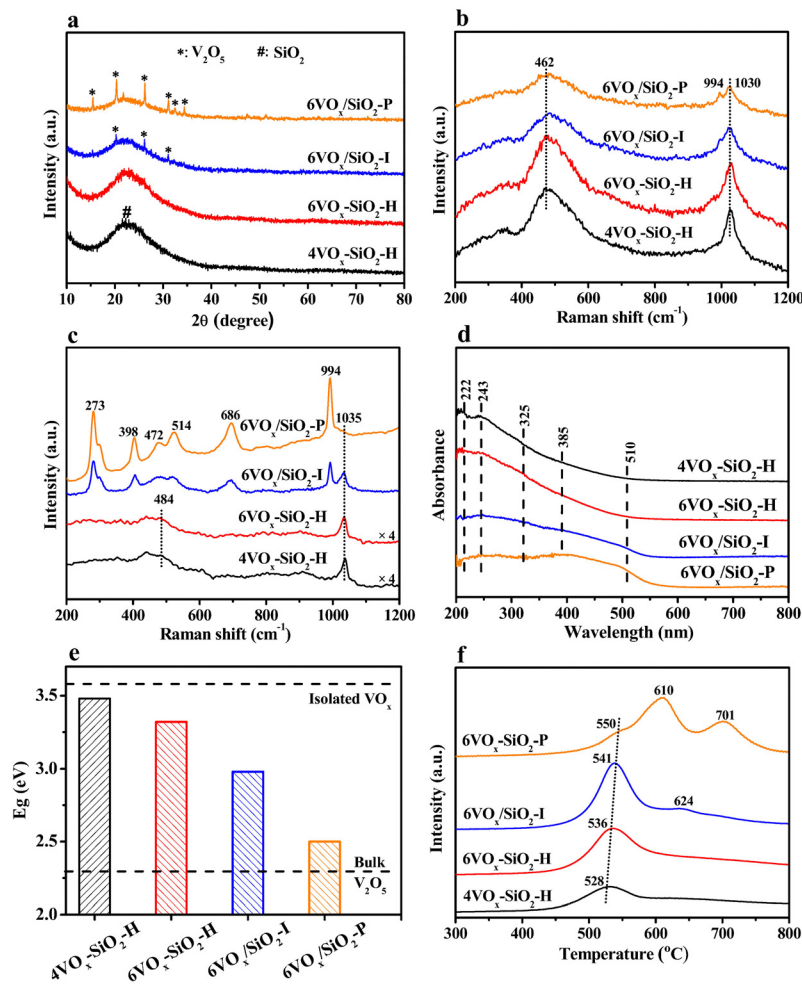 a
*: V₂O₅ #: SiO₂
* * * * * *
6VOₓ/SiO₂-P
* * *
6VOₓ/SiO₂-I
6VOₓ-SiO₂-H
#
4VOₓ-SiO₂-H
10 20 30 40 50 60 70 80
2θ (degree)
Intensity (a.u.)
b
462
6VOₓ/SiO₂-P
994 1030
6VOₓ/SiO₂-I
6VOₓ-SiO₂-H
4VOₓ-SiO₂-H
200 400 600 800 1000 1200
Raman shift (cm⁻¹)
Intensity (a.u.)
c
994
273
398 472 514 686
6VOₓ/SiO₂-P
1035
6VOₓ/SiO₂-I
484
6VOₓ-SiO₂-H
× 4
4VOₓ-SiO₂-H
× 4
200 400 600 800 1000 1200
Raman shift (cm⁻¹)
Intensity (a.u.)
d
222 243 325 385 510
4VOₓ-SiO₂-H
6VOₓ-SiO₂-H
6VOₓ/SiO₂-I
6VOₓ/SiO₂-P
200 300 400 500 600 700 800
Wavelength (nm)
Absorbance
e
Isolated VOₓ
Bulk
V₂O₅
3.5
3.0
2.5
2.0
Eg (eV)
4VOₓ-SiO₂-H 6VOₓ-SiO₂-H 6VOₓ/SiO₂-I 6VOₓ/SiO₂-P
f
610
550 701
6VOₓ-SiO₂-P
541
6VOₓ/SiO₂-I
624
536
6VOₓ-SiO₂-H
528
4VOₓ-SiO₂-H
300 400 500 600 700 800
Temperature (°C)
Intensity (a.u.)